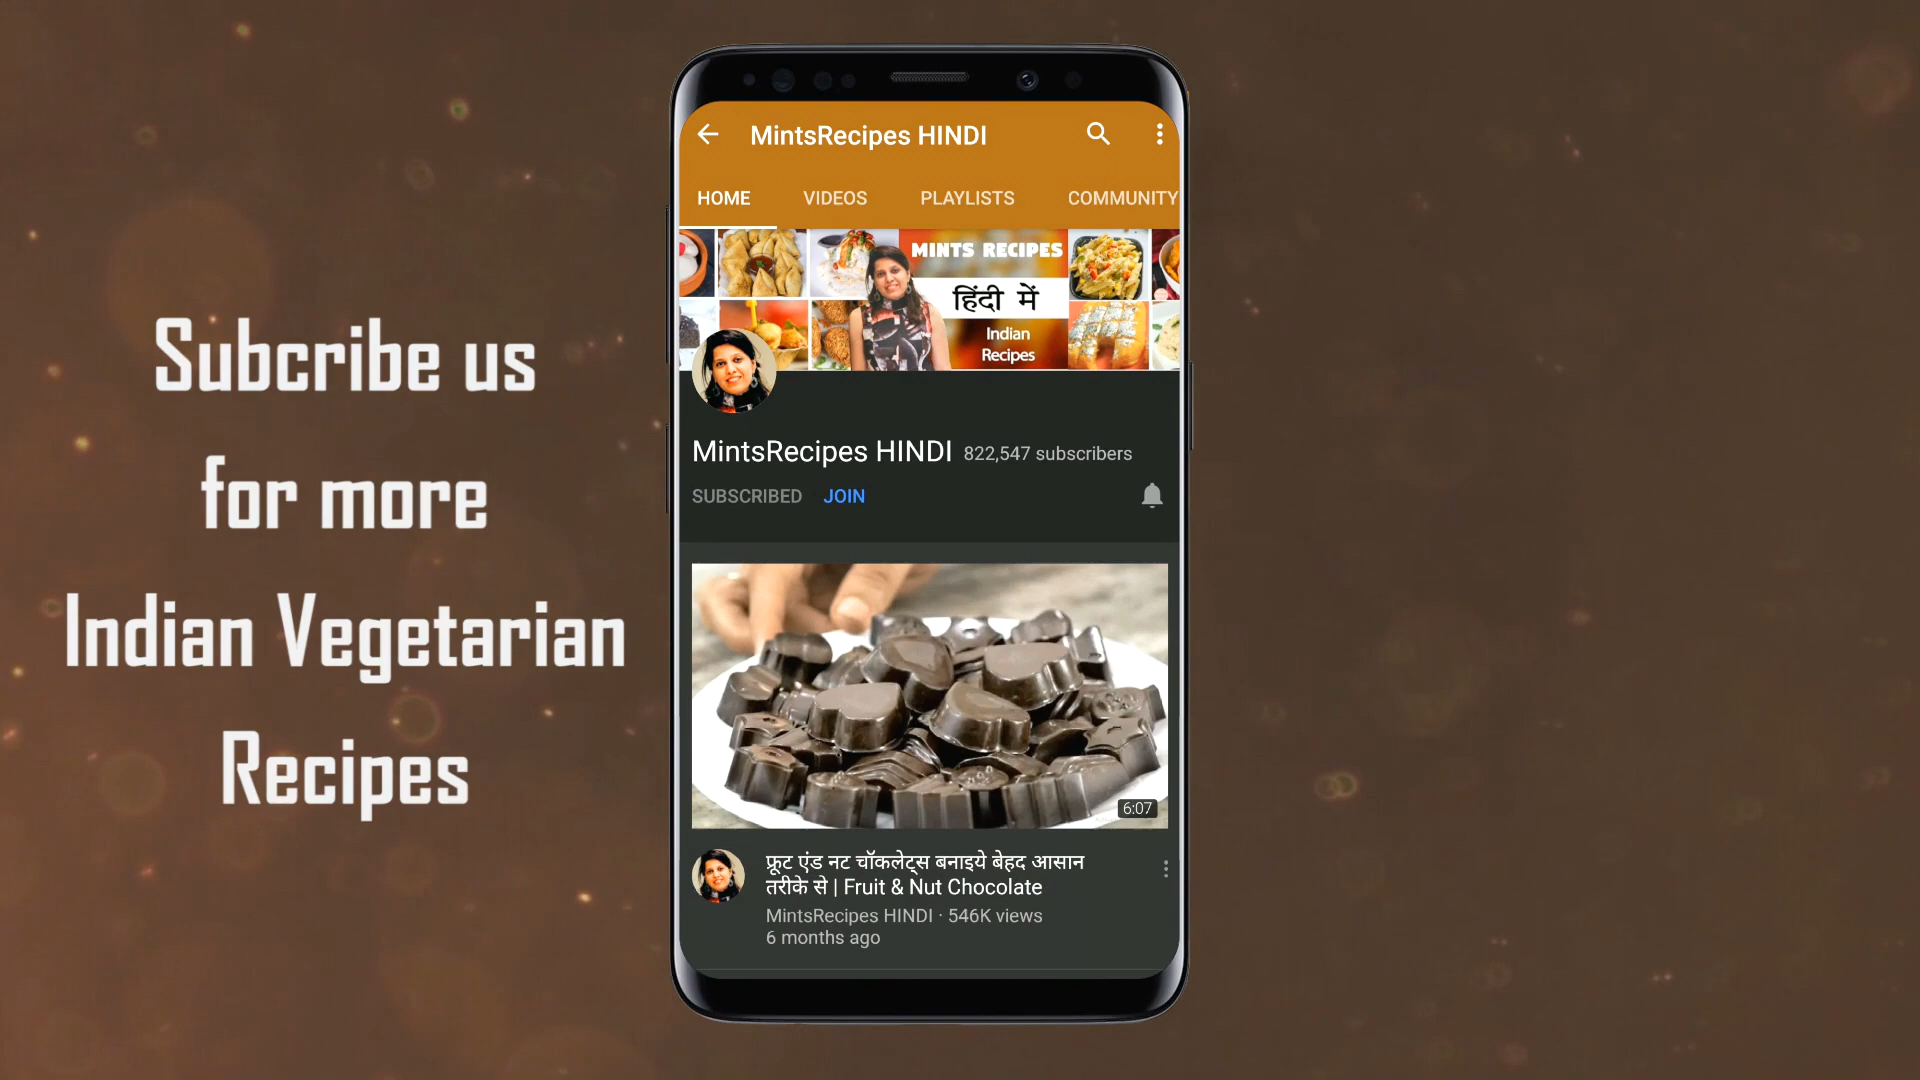 Subcribe us
for more
Indian Vegetarian
Recipes
MintsRecipes HINDI
HOME VIDEOS PLAYLISTS COMMUNITY
MINTS RECIPES
हिंदी में
Indian
Recipes
MintsRecipes HINDI 822,547 subscribers
SUBSCRIBED JOIN
6:07
फ्रूट एंड नट चॉकलेट्स बनाइये बेहद आसान
तरीके से | Fruit & Nut Chocolate
MintsRecipes HINDI · 546K views
6 months ago